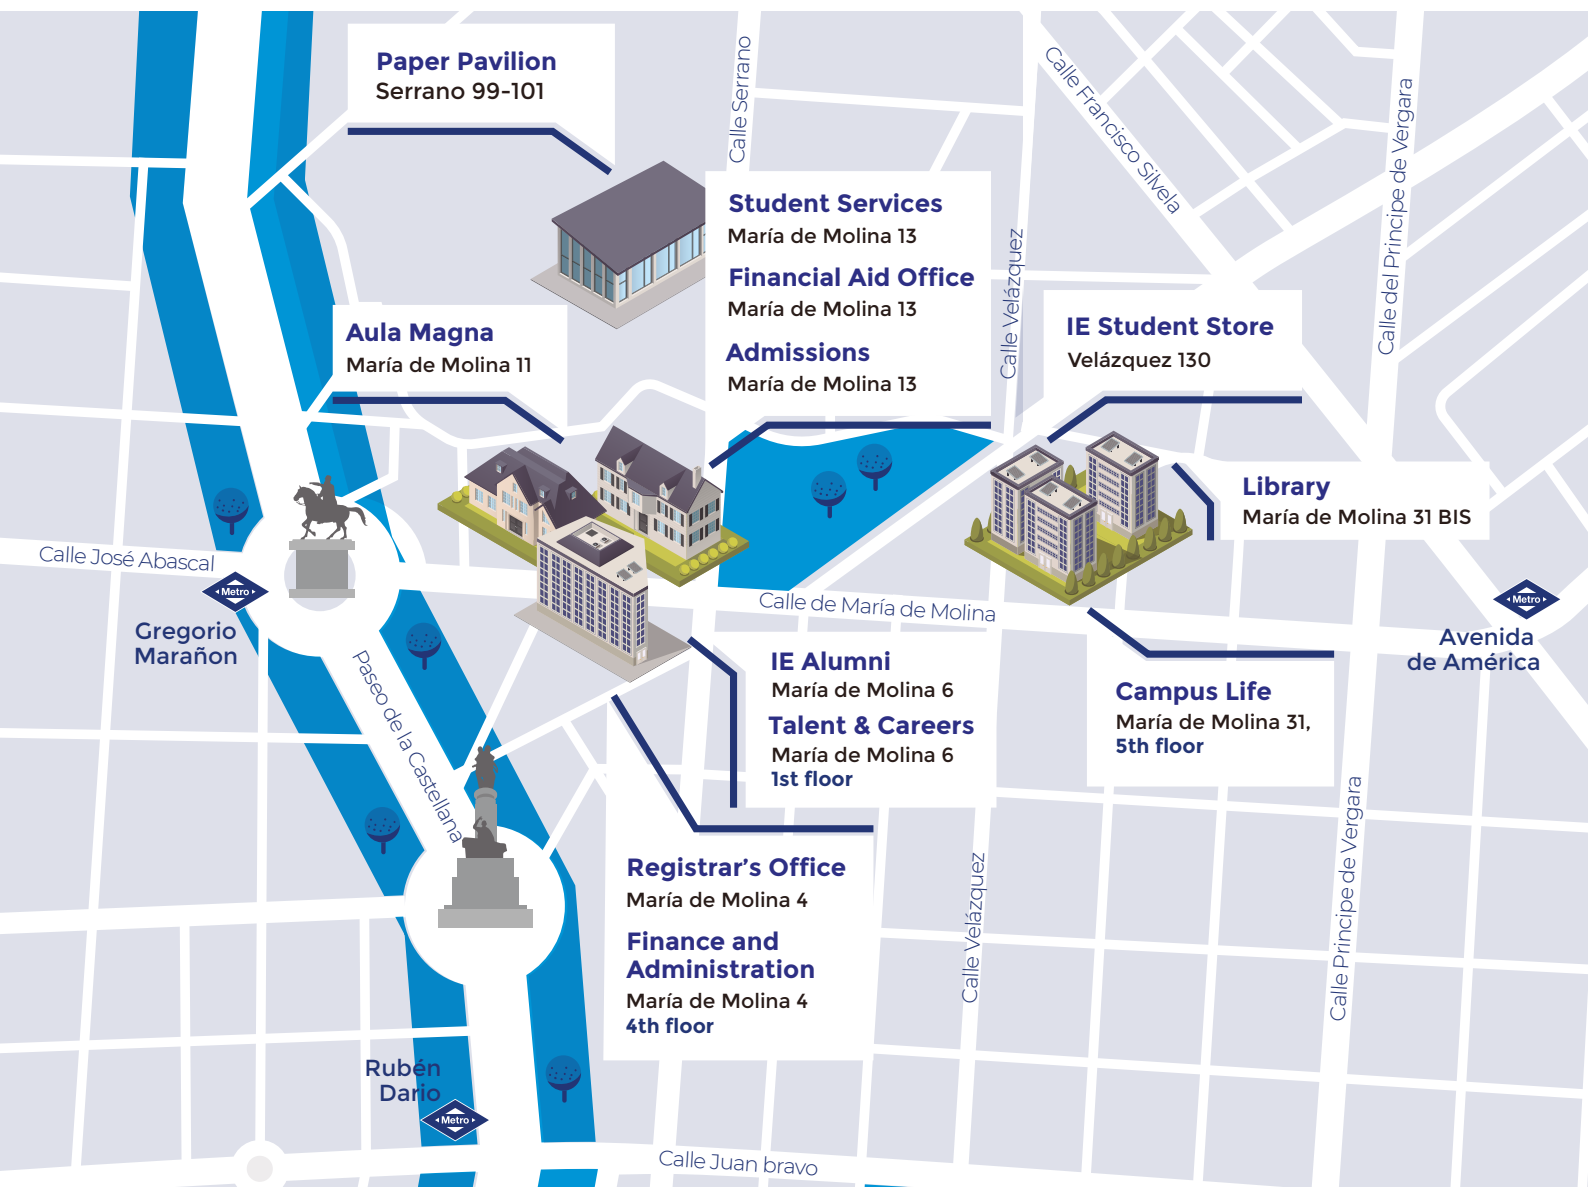 Paper Pavilion
Serrano 99-101
Calle Serrano
Calle Francisco Silvela
Calle del Principe de Vergara
Student Services
María de Molina 13
Financial Aid Office
María de Molina 13
Admissions
María de Molina 13
Calle Velázquez
Aula Magna
María de Molina 11
IE Student Store
Velázquez 130
Library
María de Molina 31 BIS
Calle José Abascal
Metro
Gregorio
Marañon
Calle de María de Molina
Metro
Avenida
de América
Paseo de la Castellana
IE Alumni
María de Molina 6
Talent & Careers
María de Molina 6
1st floor
Campus Life
María de Molina 31,
5th floor
Registrar’s Office
María de Molina 4
Finance and
Administration
María de Molina 4
4th floor
Calle Velázquez
Calle Principe de Vergara
Rubén
Dario
Metro
Calle Juan bravo